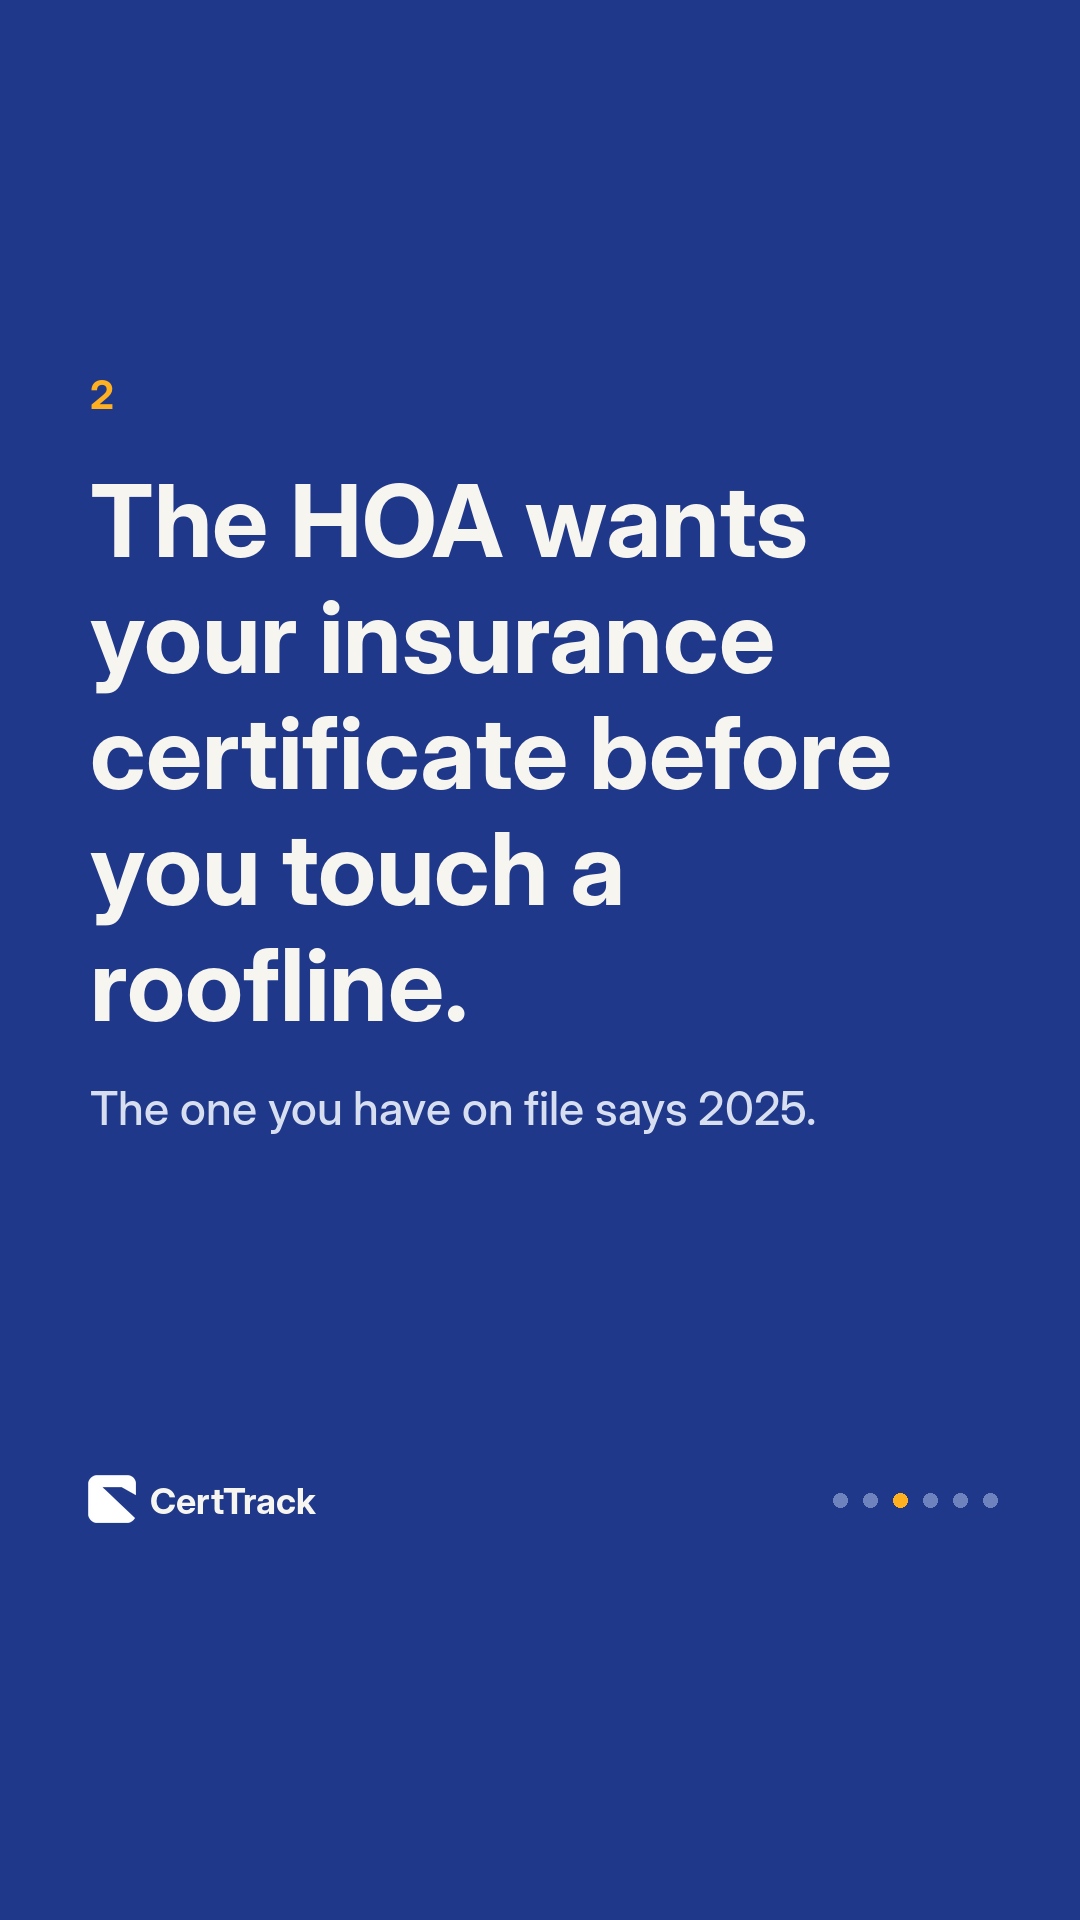 2
The HOA wants
your insurance
certificate before
you touch a
roofline.
The one you have on file says 2025.
CertTrack